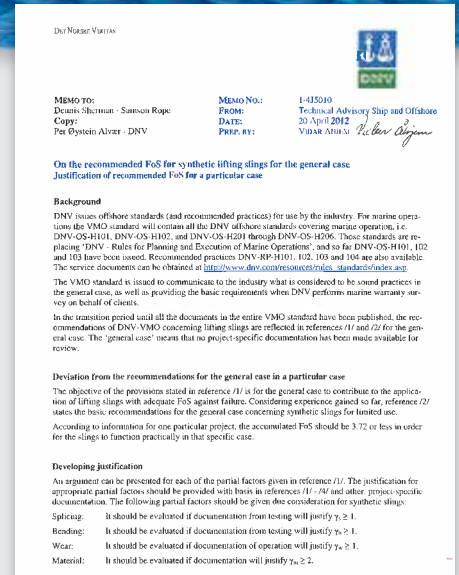 DET NORSKE VERITAS
DNV
MEMO TO:
Dennis Sherman - Samson Rope
Copy:
Per Øystein Alvær - DNV
MEMO NO.: 1-4J5010
FROM: Technical Advisory Ship and Offshore
DATE: 20 April 2012
PREP. BY: VIDAR ÅHJEM
On the recommended FoS for synthetic lifting slings for the general case
Justification of recommended FoS for a particular case
Background
DNV issues offshore standards (and recommended practices) for use by the industry. For marine opera-
tions the VMO standard will contain all the DNV offshore standards covering marine operation, i.e.
DNV-OS-H101, DNV-OS-H102, and DNV-OS-H201 through DNV-OS-H206. Those standards are re-
placing 'DNV - Rules for Planning and Execution of Marine Operations', and so far DNV-OS-H101, 102
and 103 have been issued. Recommended practices DNV-RP-H101, 102, 103 and 104 are also available.
The service documents can be obtained at http://www.dnv.com/resources/rules_standards/index.asp.
The VMO standard is issued to communicate to the industry what is considered to be sound practices in
the general case, as well as providing the basic requirements when DNV performs marine warranty sur-
vey on behalf of clients.
In the transition period until all the documents in the entire VMO standard have been published, the rec-
ommendations of DNV-VMO concerning lifting slings are reflected in references /1/ and /2/ for the gen-
eral case. The 'general case' means that no project-specific documentation has been made available for
review.
Deviation from the recommendations for the general case in a particular case
The objective of the provisions stated in reference /1/ is for the general case to contribute to the applica-
tion of lifting slings with adequate FoS against failure. Considering experience gained so far, reference /2/
states the basic recommendations for the general case concerning synthetic slings for limited use.
According to information for one particular project, the accumulated FoS should be 3.72 or less in order
for the slings to function practically in that specific case.
Developing justification
An argument can be presented for each of the partial factors given in reference /1/. The justification for
appropriate partial factors should be provided with basis in references /1/ - /4/ and other, project-specific
documentation. The following partial factors should be given due consideration for synthetic slings:
Splicing: It should be evaluated if documentation from testing will justify γs ≥ 1.
Bending: It should be evaluated if documentation from testing will justify γb ≥ 1.
Wear: It should be evaluated if documentation of operation will justify γw ≥ 1.
Material: It should be evaluated if documentation will justify γm ≥ 2.